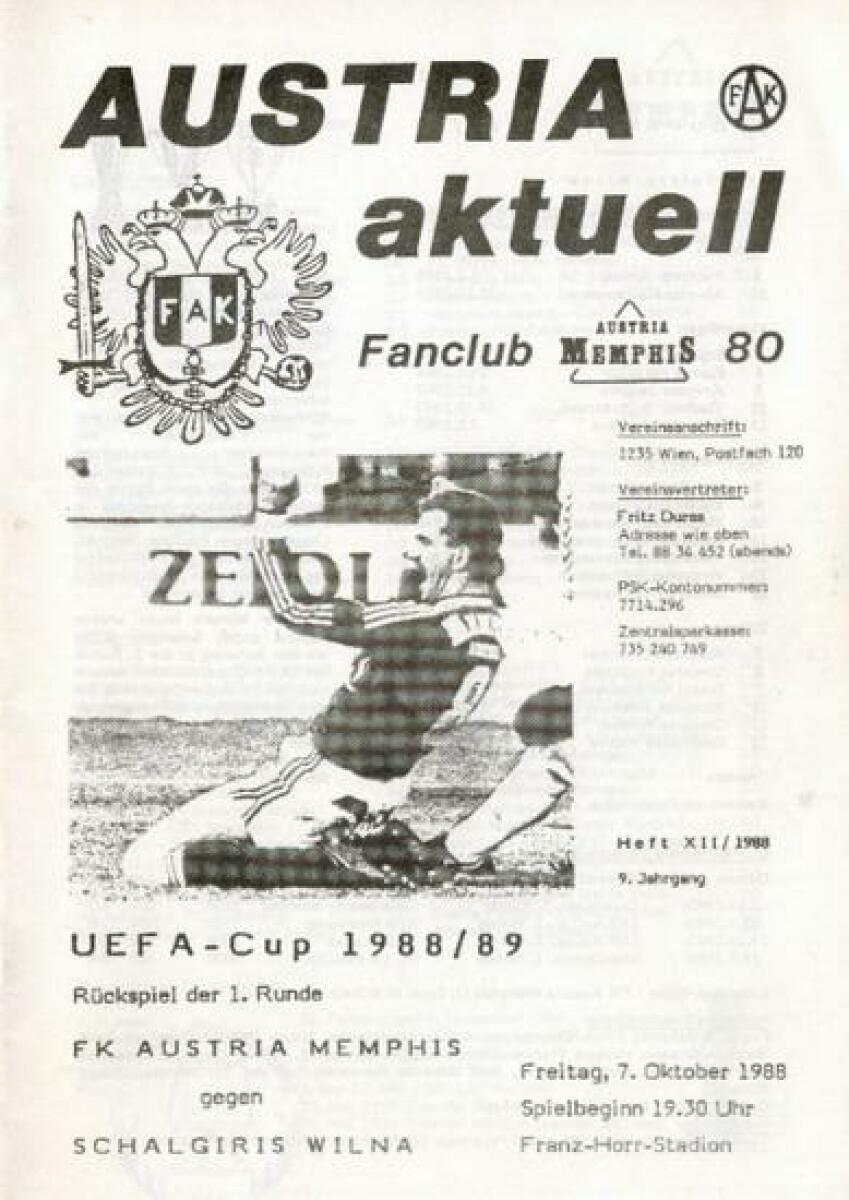 AUSTRIA
FAK
aktuell
FAK
Fanclub AUSTRIA MEMPHIS 80
Vereinsanschrift:
1235 Wien, Postfach 120
Vereinsvertreter:
Fritz Duras
Adresse wie oben
Tel. 88 36 452 (abends)
PSK-Kontonummer:
7714.296
Zentralsparkasse:
735 240 749
Heft XII/1988
9. Jahrgang
UEFA-Cup 1988/89
Rückspiel der 1. Runde
FK AUSTRIA MEMPHIS
gegen
SCHALGIRIS WILNA
Freitag, 7. Oktober 1988
Spielbeginn 19.30 Uhr
Franz-Horr-Stadion